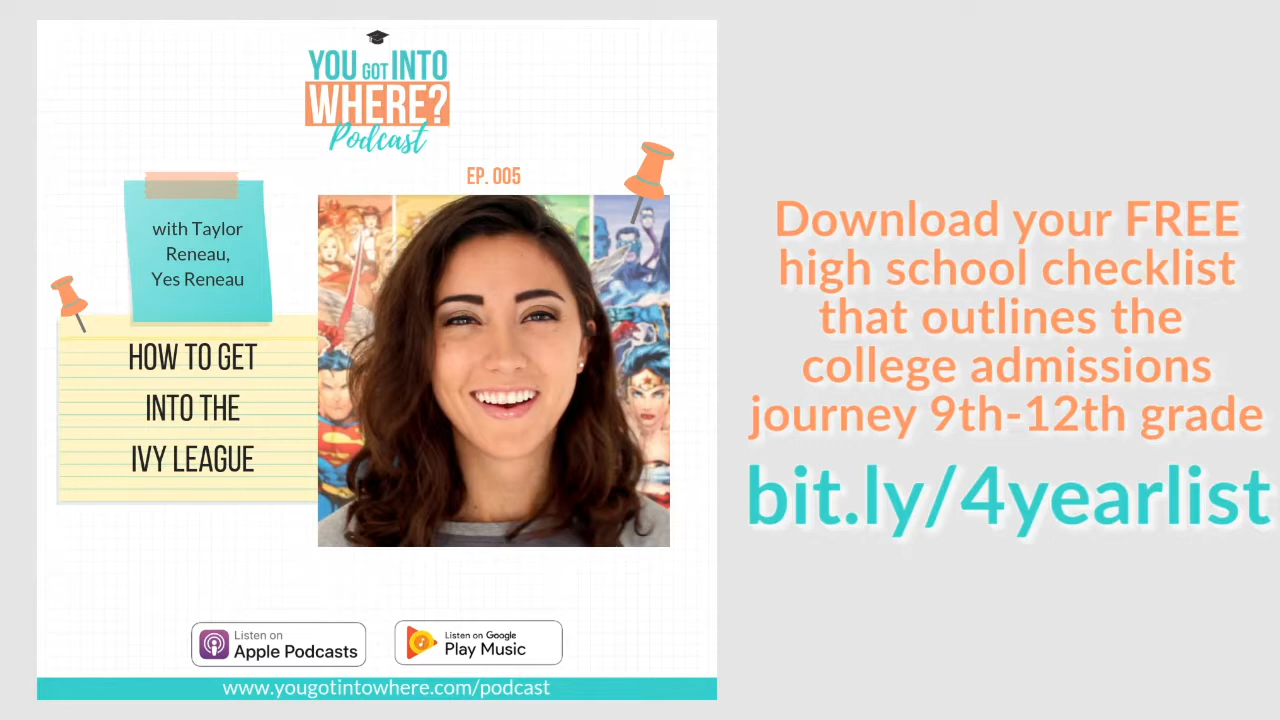 YOU GOT INTO
WHERE?
Podcast
EP. 005
with Taylor
Reneau,
Yes Reneau
HOW TO GET
INTO THE
IVY LEAGUE
Listen on
Apple Podcasts
Listen on Google
Play Music
www.yougotintowhere.com/podcast
Download your FREE
high school checklist
that outlines the
college admissions
journey 9th-12th grade
bit.ly/4yearlist